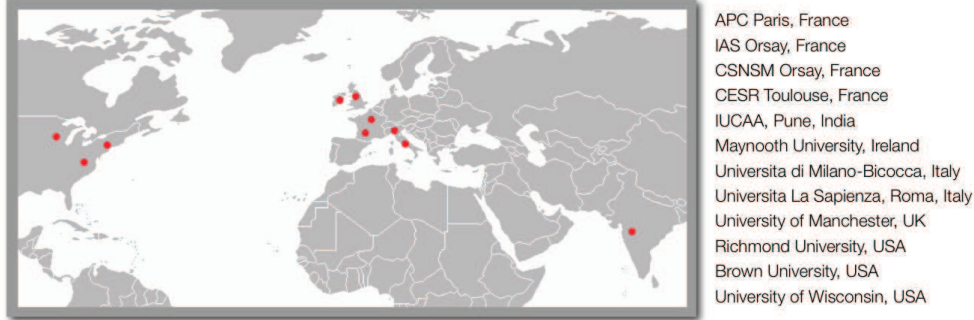 APC Paris, France
IAS Orsay, France
CSNSM Orsay, France
CESR Toulouse, France
IUCAA, Pune, India
Maynooth University, Ireland
Universita di Milano-Bicocca, Italy
Universita La Sapienza, Roma, Italy
University of Manchester, UK
Richmond University, USA
Brown University, USA
University of Wisconsin, USA